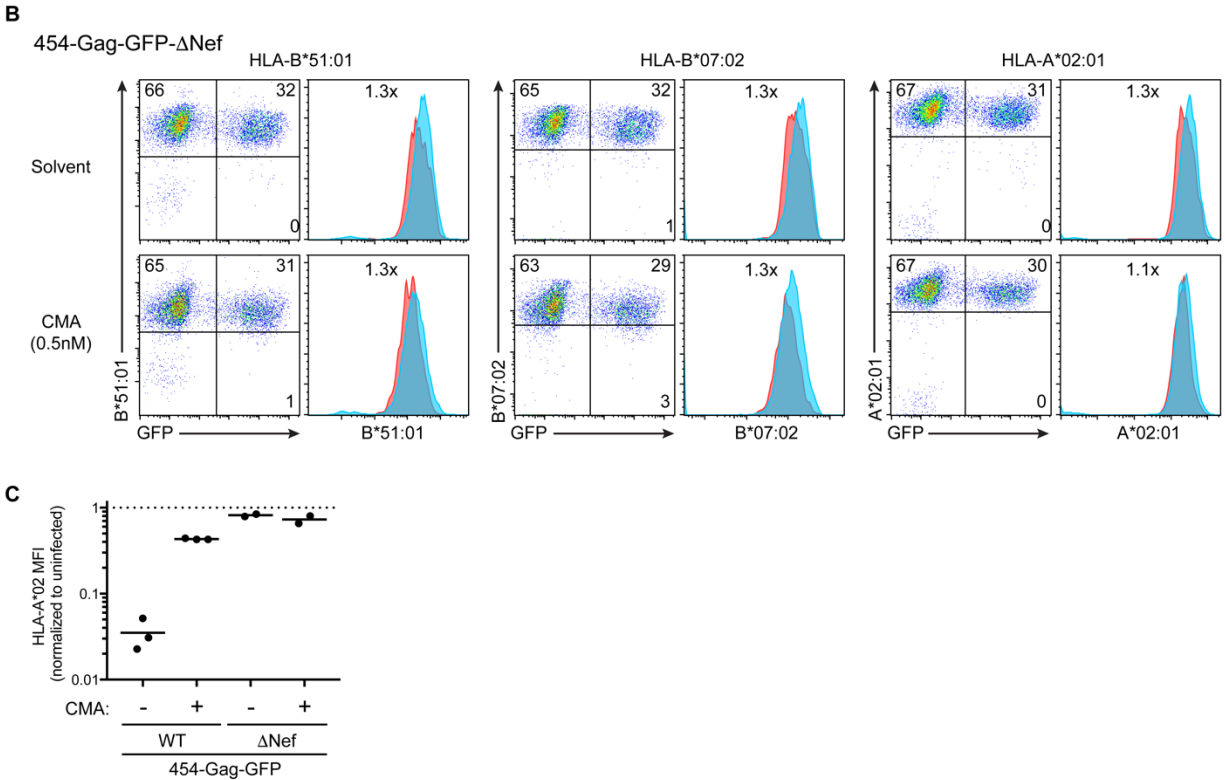 B
454-Gag-GFP-ΔNef
HLA-B*51:01 HLA-B*07:02 HLA-A*02:01
Solvent
66 32 0 1.3x
65 32 1 1.3x
67 31 0 1.3x
B*51:01 B*07:02 A*02:01
CMA
(0.5nM)
65 31 1 1.3x
63 29 3 1.3x
67 30 0 1.1x
GFP B*51:01 GFP B*07:02 GFP A*02:01
C
HLA-A*02 MFI
(normalized to uninfected)
1
0.1
0.01
CMA: - + - +
WT ΔNef
454-Gag-GFP